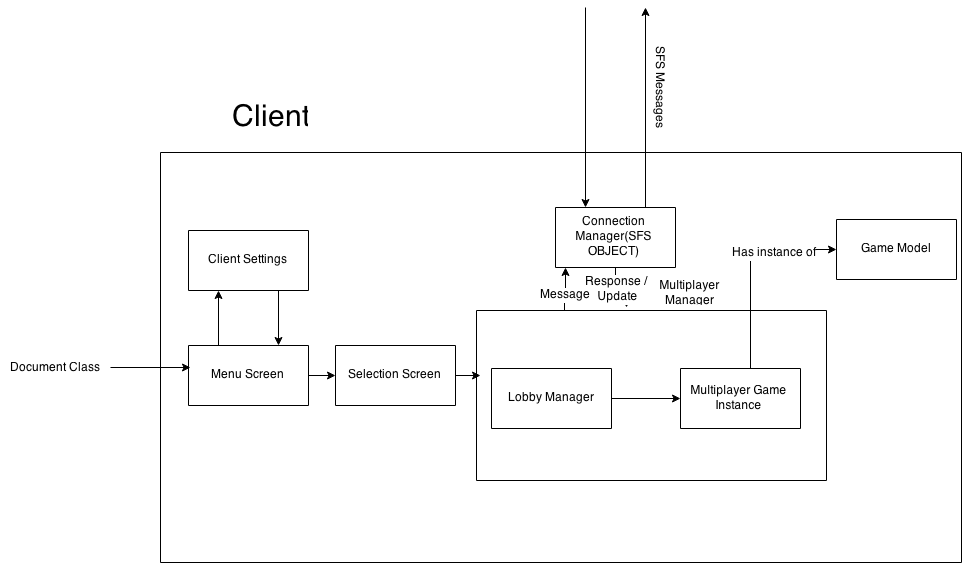 SFS Messages
Client
Connection
Manager(SFS
OBJECT)
Client Settings
Has instance of
Game Model
Message
Response /
Update
Multiplayer
Manager
Document Class
Menu Screen
Selection Screen
Lobby Manager
Multiplayer Game
Instance